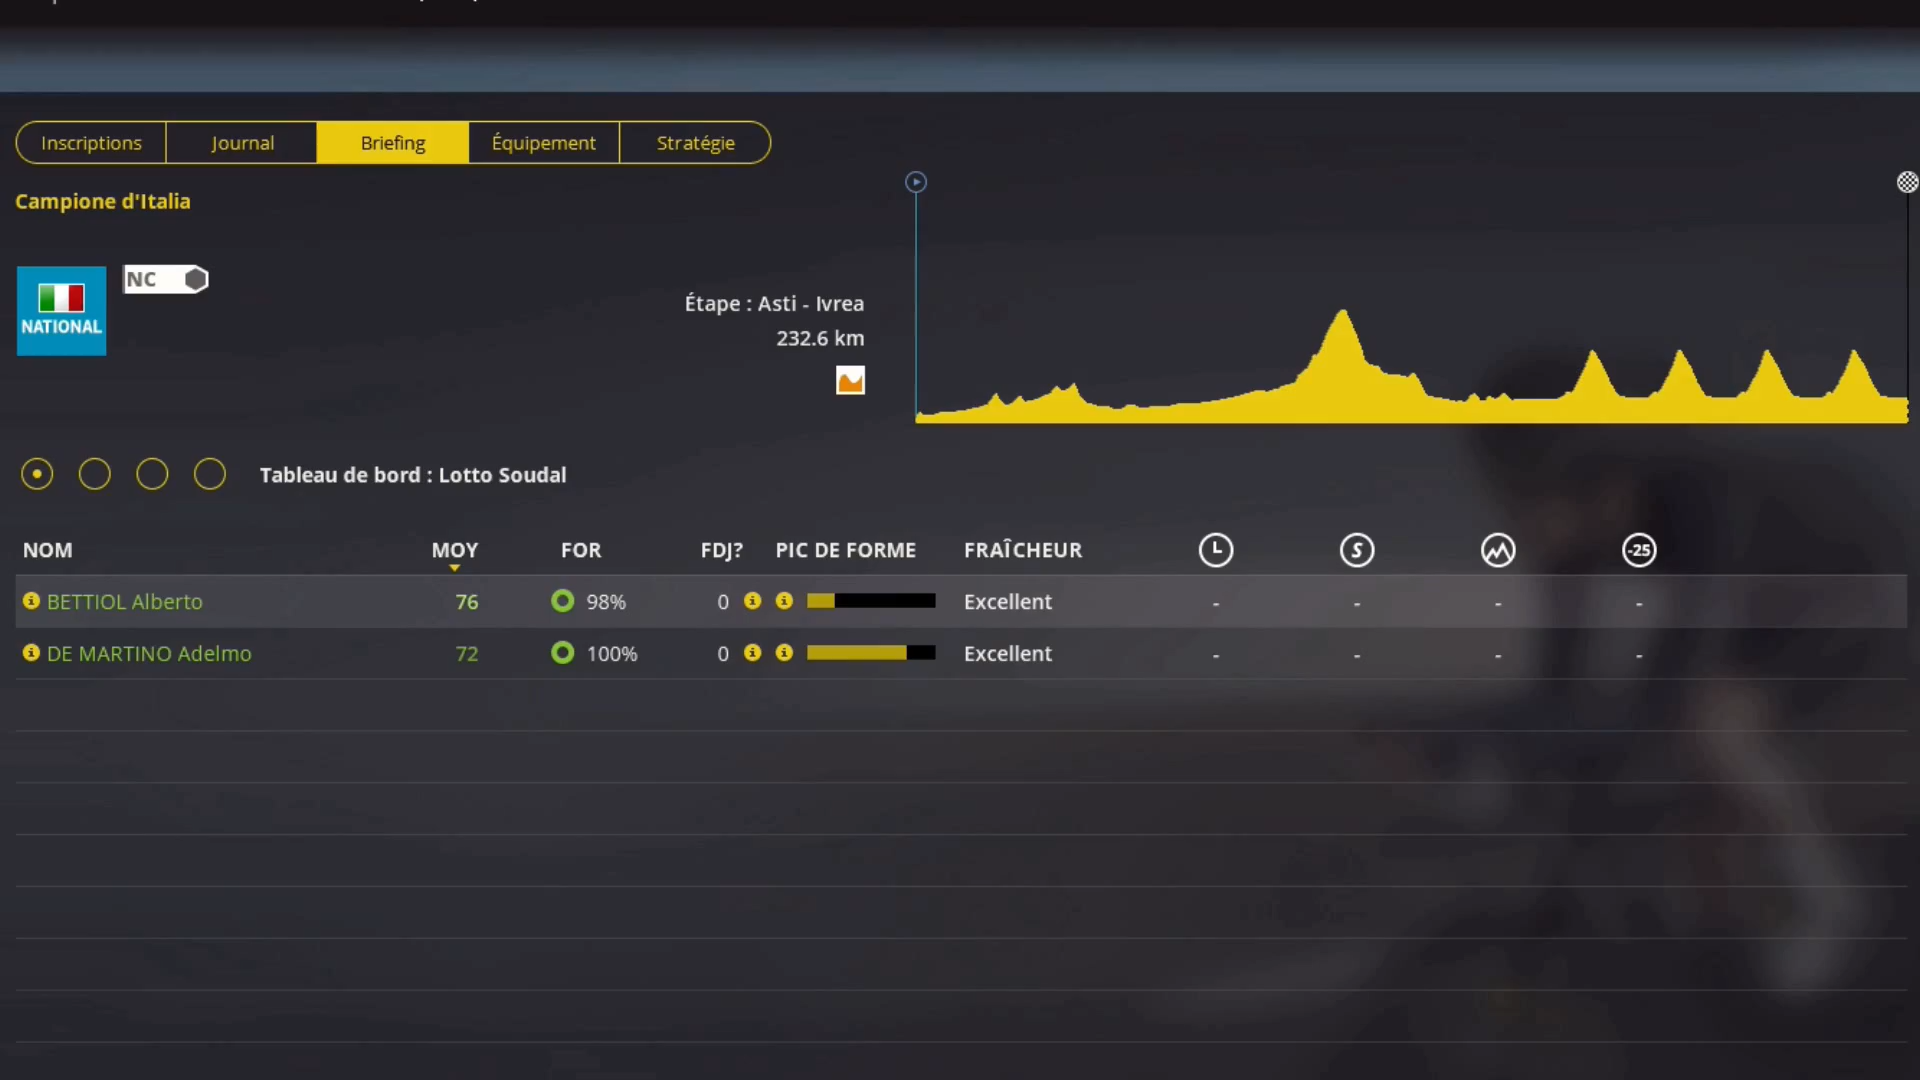 Inscriptions Journal Briefing Équipement Stratégie
Campione d'Italia
NC
NATIONAL
Étape : Asti - Ivrea
232.6 km
Tableau de bord : Lotto Soudal
NOM MOY FOR FDJ? PIC DE FORME FRAÎCHEUR L S -25
BETTIOL Alberto 76 98% 0 Excellent - - - -
DE MARTINO Adelmo 72 100% 0 Excellent - - - -